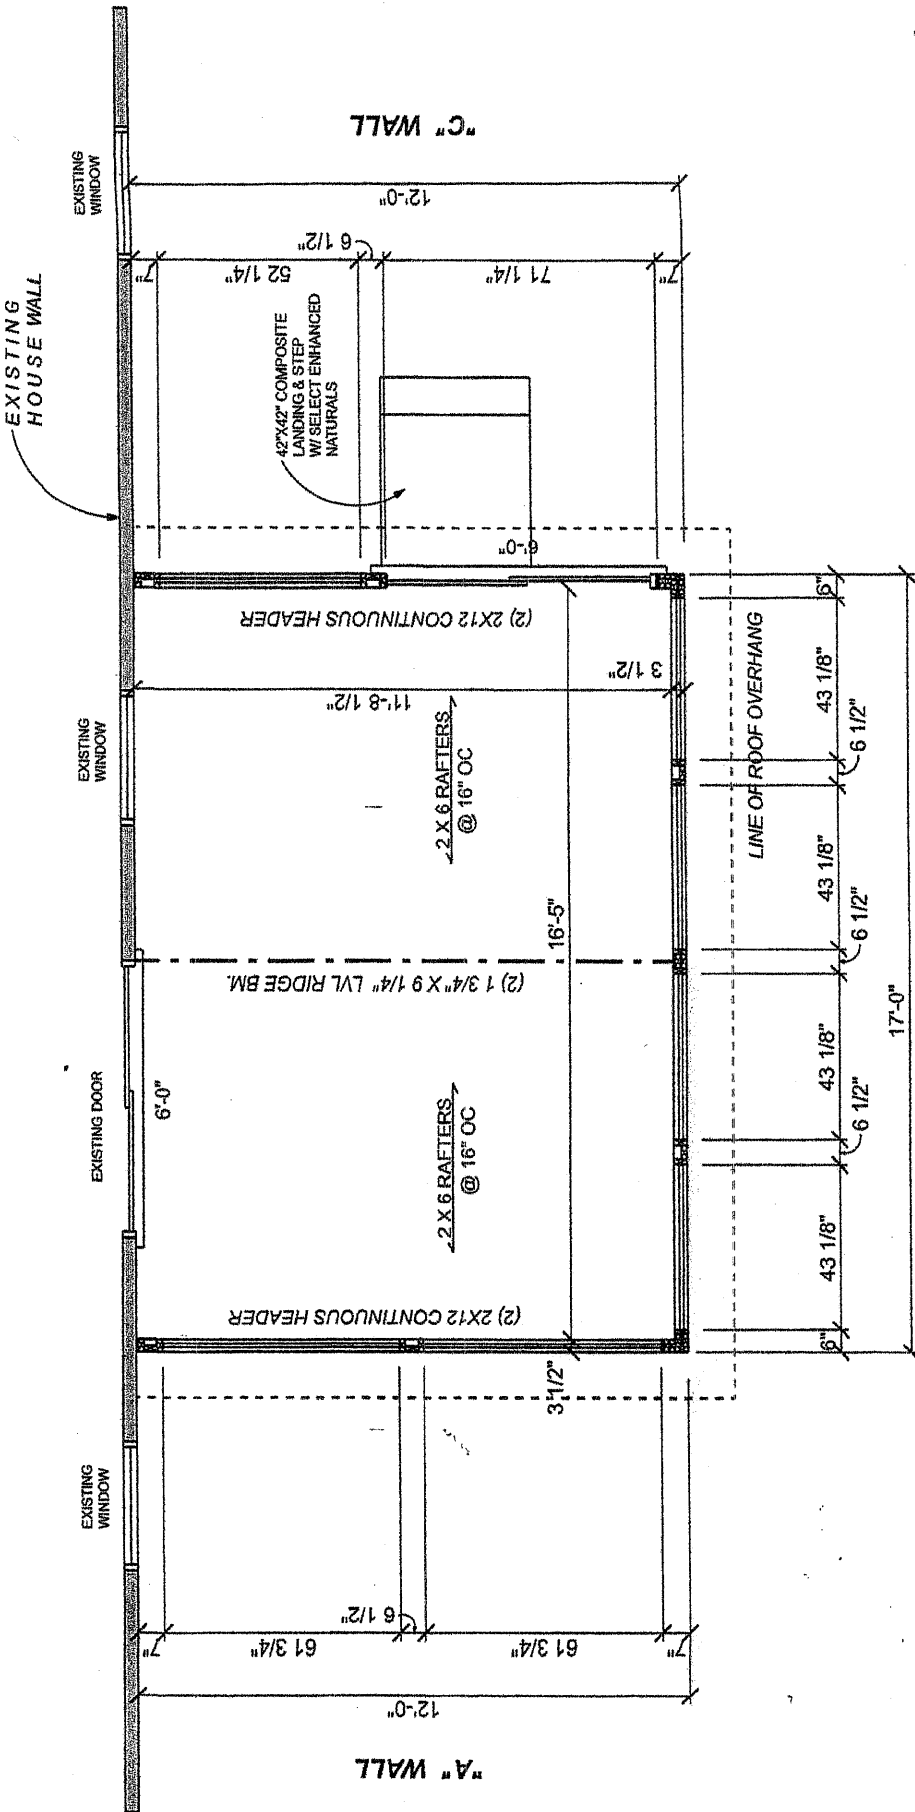 EXISTING
HOUSE WALL
EXISTING
WINDOW
EXISTING
WINDOW
EXISTING DOOR
EXISTING
WINDOW
"C" WALL
12'-0"
7"
52 1/4"
6 1/2"
71 1/4"
7"
42"X42" COMPOSITE
LANDING & STEP
W/ SELECT ENHANCED
NATURALS
6'-0"
(2) 2X12 CONTINUOUS HEADER
11'-8 1/2"
3 1/2"
2 X 6 RAFTERS
@ 16" OC
16'-5"
(2) 1 3/4" X 9 1/4" LVL RIDGE BM.
6'-0"
2 X 6 RAFTERS
@ 16" OC
(2) 2X12 CONTINUOUS HEADER
3 1/2"
LINE OF ROOF OVERHANG
6"
43 1/8"
6 1/2"
43 1/8"
6 1/2"
43 1/8"
6 1/2"
43 1/8"
6"
17'-0"
7"
61 3/4"
6 1/2"
61 3/4"
7"
12'-0"
"A" WALL